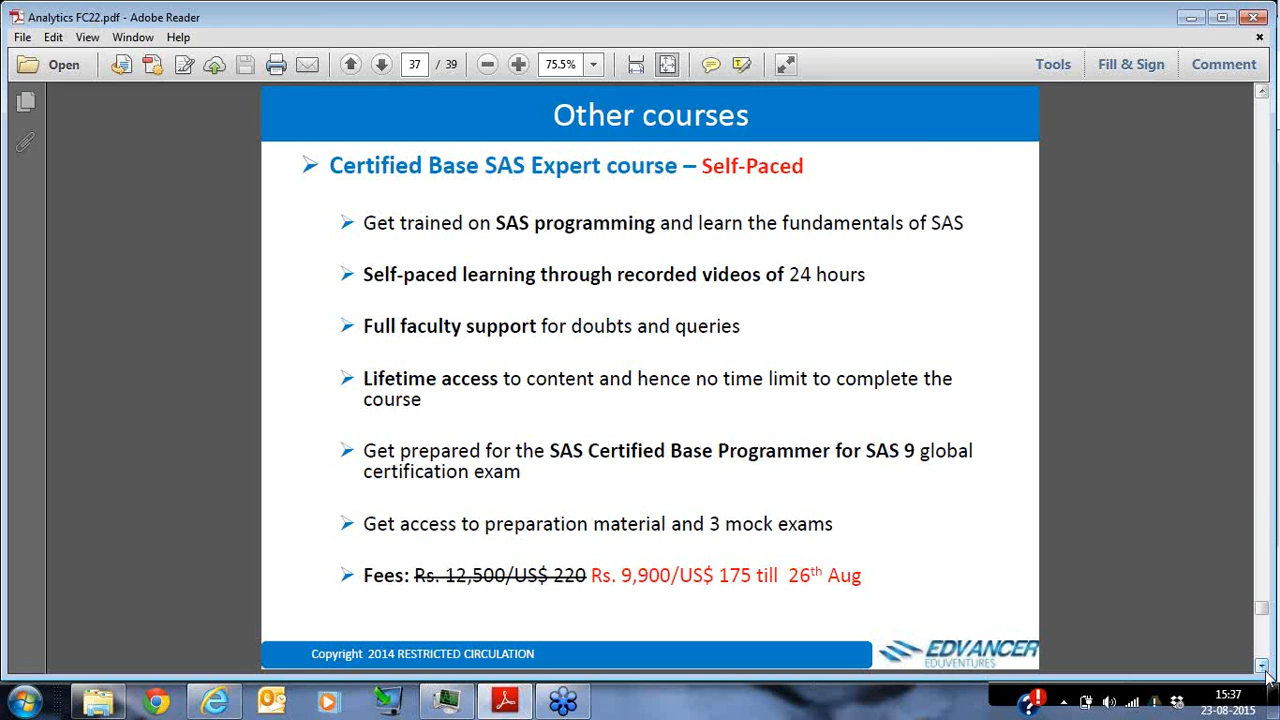 Analytics FC22.pdf - Adobe Reader
File Edit View Window Help
Open 37 / 39 75.5% Tools Fill & Sign Comment
Other courses
Certified Base SAS Expert course – Self-Paced
Get trained on SAS programming and learn the fundamentals of SAS
Self-paced learning through recorded videos of 24 hours
Full faculty support for doubts and queries
Lifetime access to content and hence no time limit to complete the
course
Get prepared for the SAS Certified Base Programmer for SAS 9 global
certification exam
Get access to preparation material and 3 mock exams
Fees: Rs. 12,500/US$ 220 Rs. 9,900/US$ 175 till 26th Aug
Copyright 2014 RESTRICTED CIRCULATION
EDVANCER
EDUVENTURES
15:37
23-08-2015